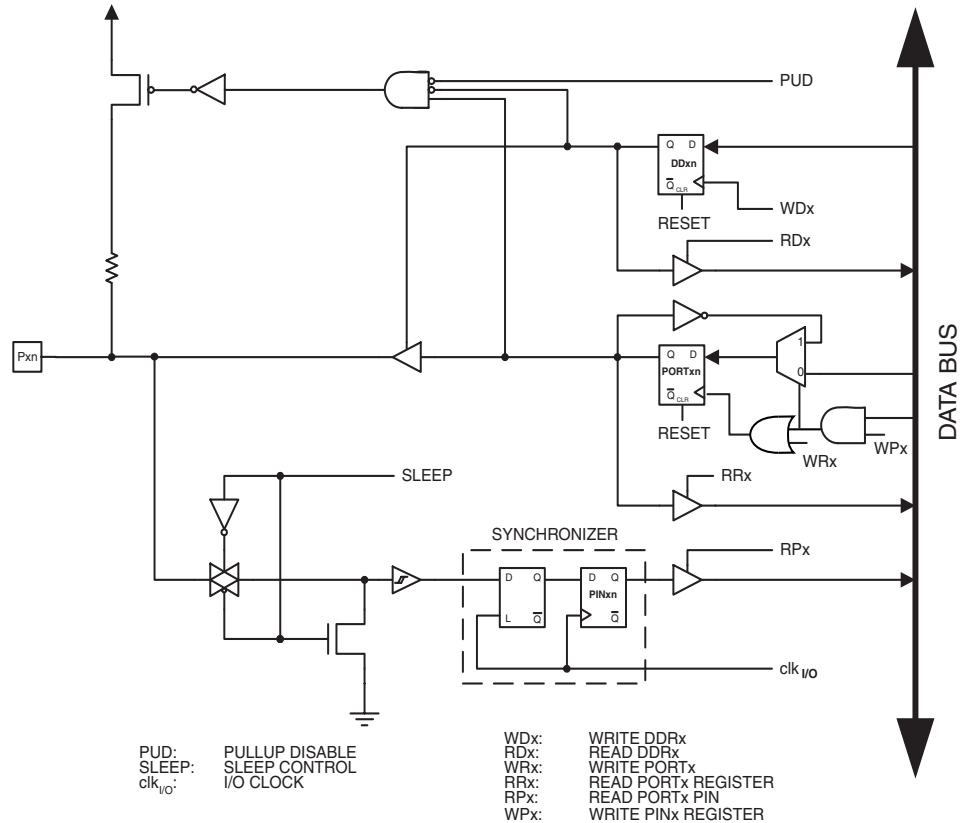 PUD
Q D
DDxn
Q CLR
WDx
RESET
RDx
1
Pxn
Q D
0
PORTxn
Q CLR
RESET
WRx
WPx
DATA BUS
SLEEP
RRx
SYNCHRONIZER
RPx
D Q
D Q
PINxn
L Q
Q
clk I/O
PUD: PULLUP DISABLE
SLEEP: SLEEP CONTROL
clkI/O: I/O CLOCK
WDx: WRITE DDRx
RDx: READ DDRx
WRx: WRITE PORTx
RRx: READ PORTx REGISTER
RPx: READ PORTx PIN
WPx: WRITE PINx REGISTER